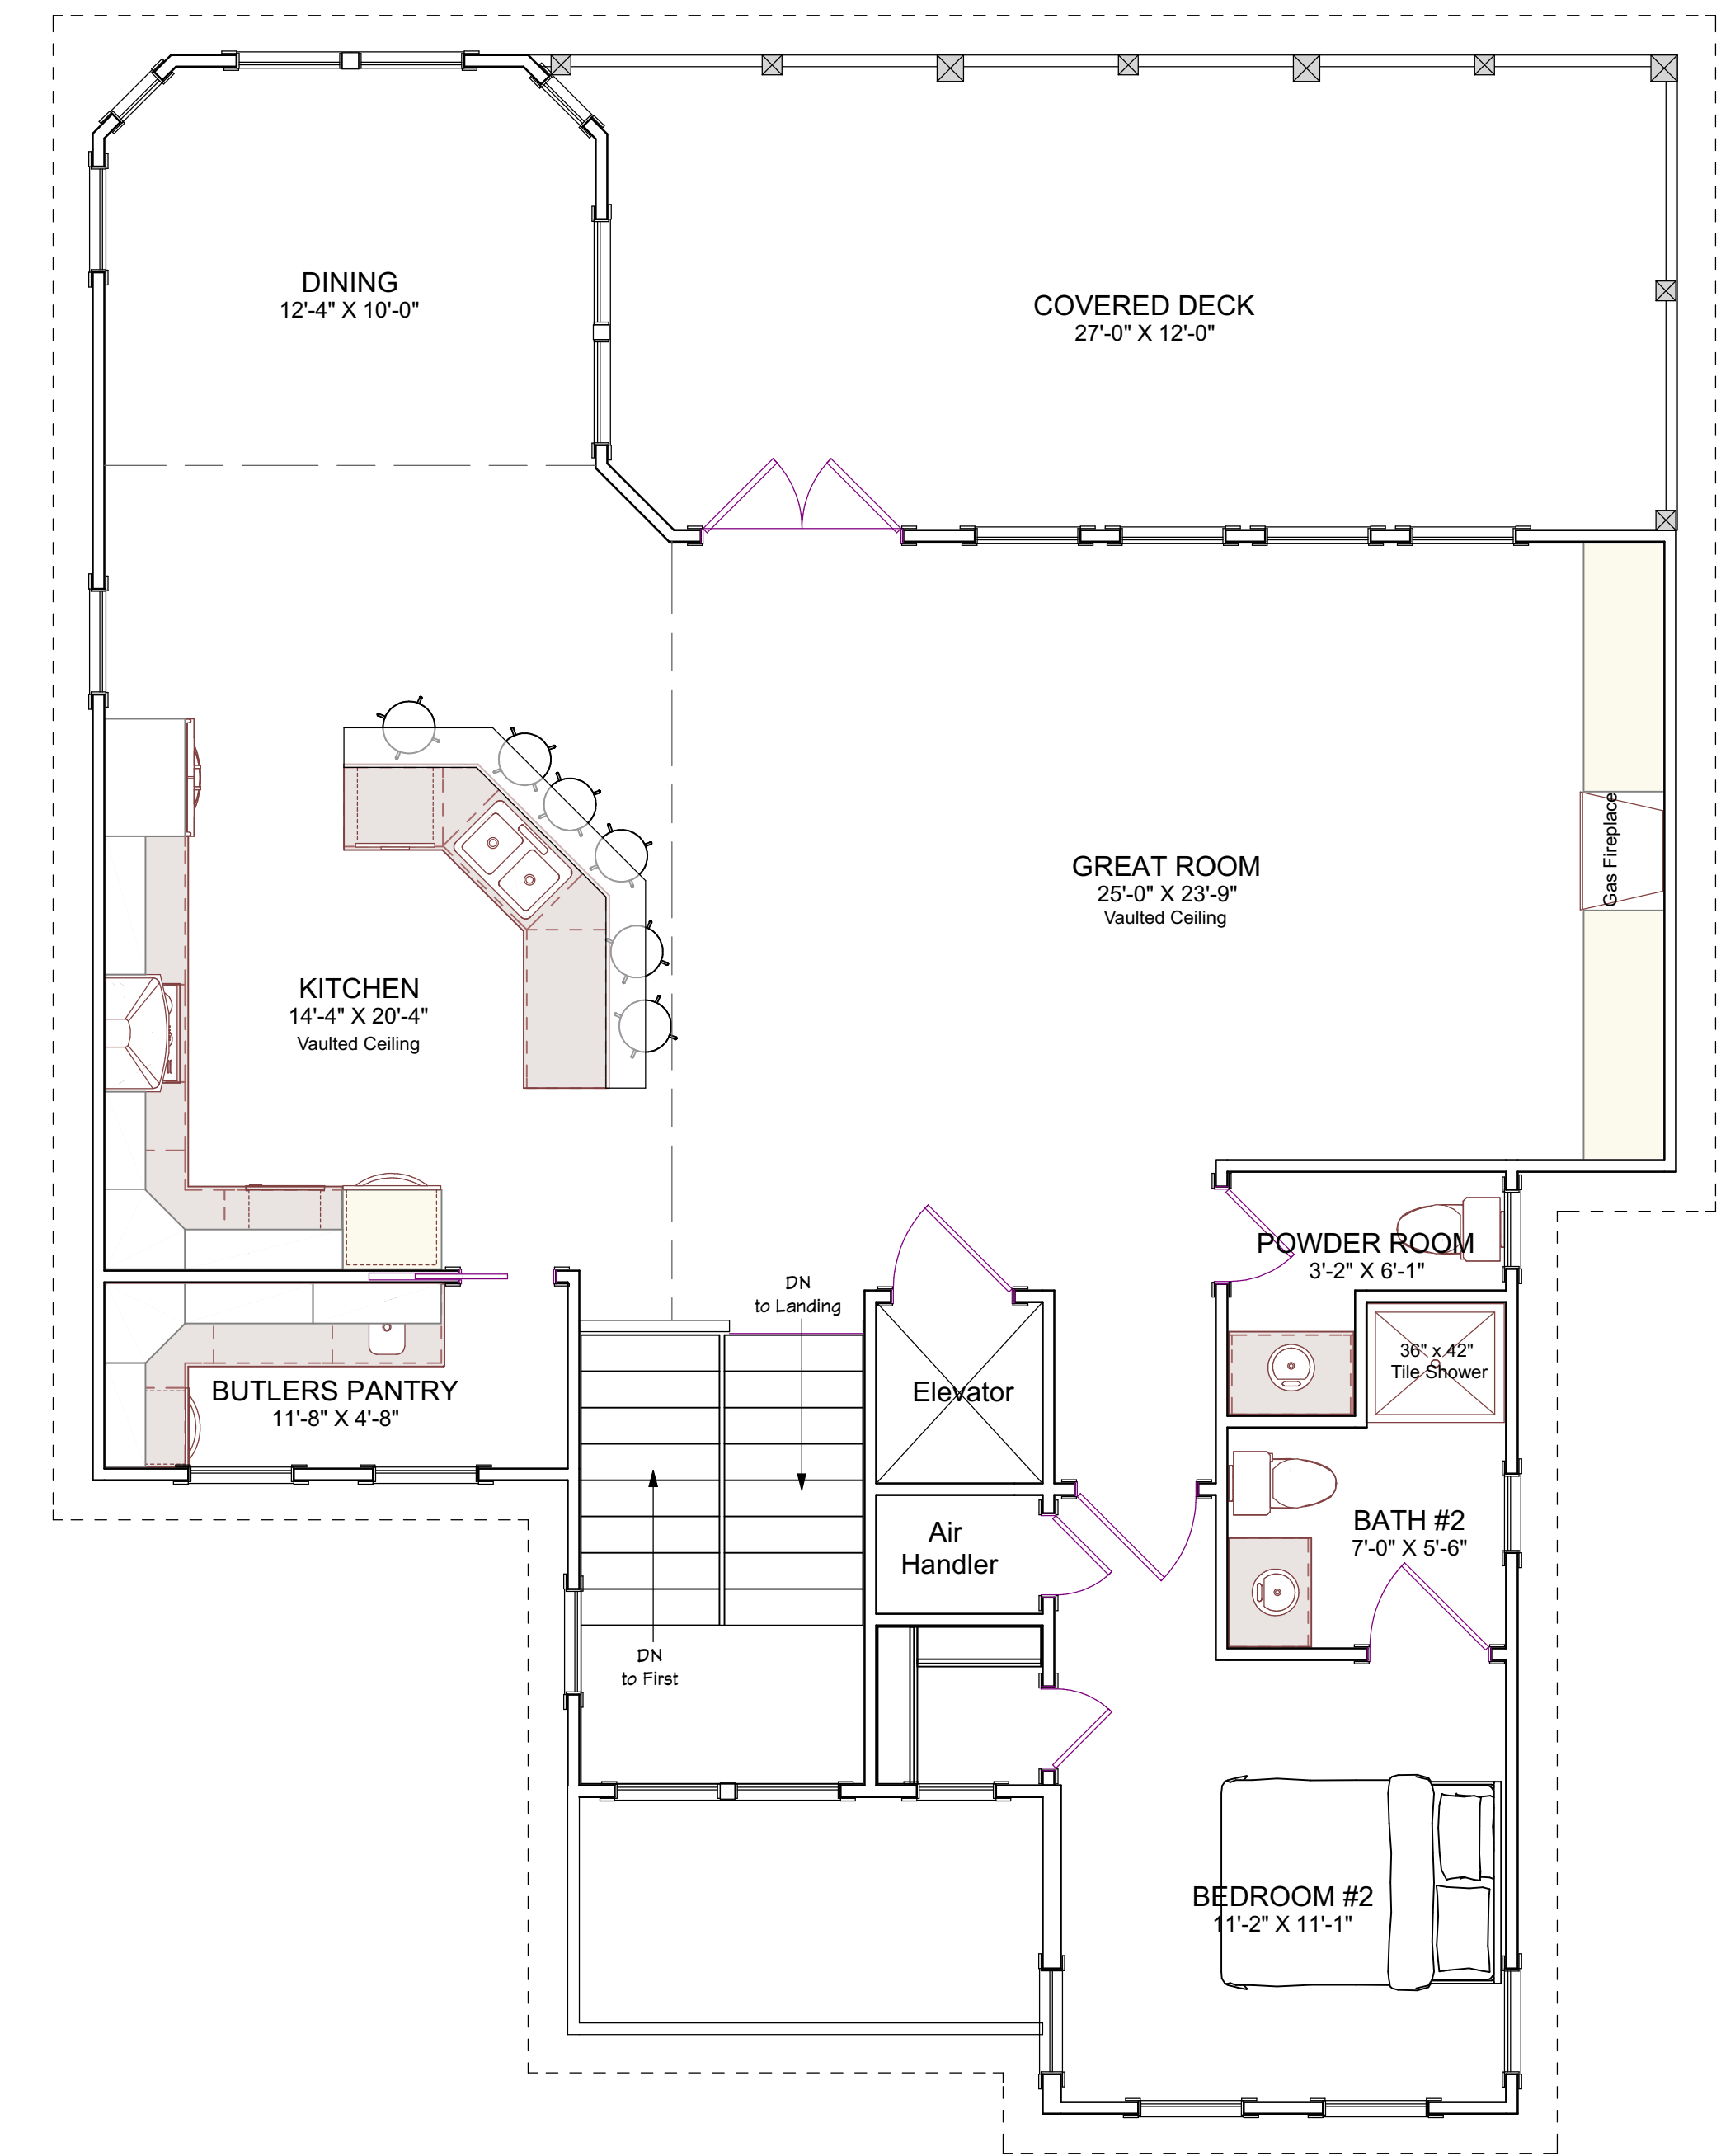 DINING
12'-4" X 10'-0"
COVERED DECK
27'-0" X 12'-0"
GREAT ROOM
25'-0" X 23'-9"
Vaulted Ceiling
Gas Fireplace
KITCHEN
14'-4" X 20'-4"
Vaulted Ceiling
POWDER ROOM
3'-2" X 6'-1"
DN
to Landing
36" x 42"
Tile Shower
BUTLERS PANTRY
11'-8" X 4'-8"
Elevator
BATH #2
7'-0" X 5'-6"
Air
Handler
DN
to First
BEDROOM #2
11'-2" X 11'-1"